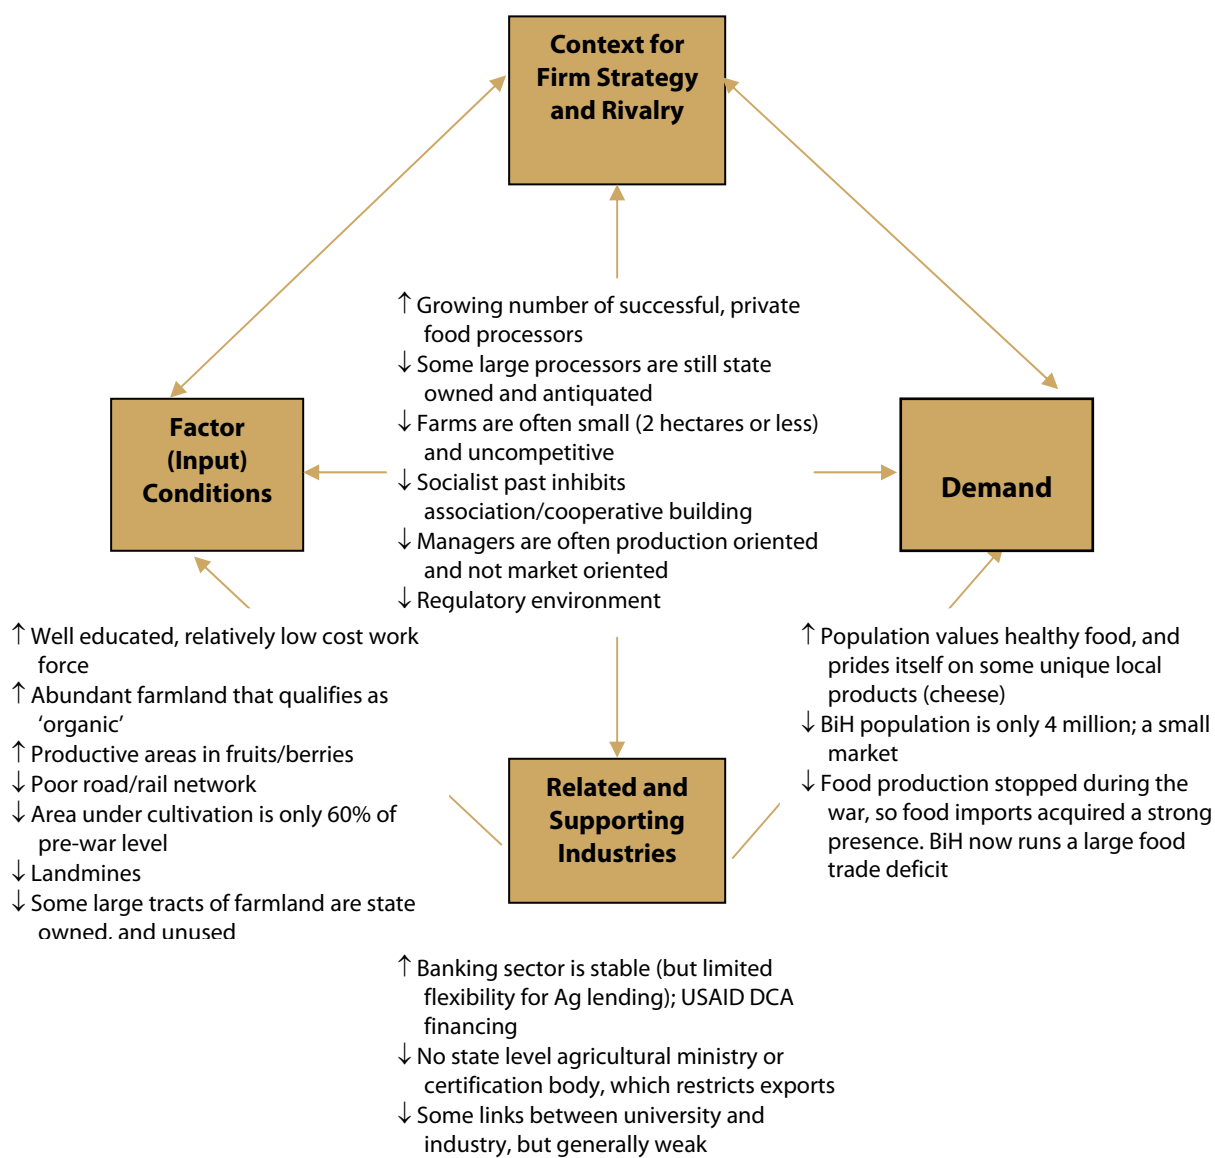 Context for
Firm Strategy
and Rivalry
↑ Growing number of successful, private
food processors
↓ Some large processors are still state
owned and antiquated
↓ Farms are often small (2 hectares or less)
and uncompetitive
↓ Socialist past inhibits
association/cooperative building
↓ Managers are often production oriented
and not market oriented
↓ Regulatory environment
Factor
(Input)
Conditions
Demand
↑ Well educated, relatively low cost work
force
↑ Abundant farmland that qualifies as
‘organic’
↑ Productive areas in fruits/berries
↓ Poor road/rail network
↓ Area under cultivation is only 60% of
pre-war level
↓ Landmines
↓ Some large tracts of farmland are state
owned, and unused
↑ Population values healthy food, and
prides itself on some unique local
products (cheese)
↓ BiH population is only 4 million; a small
market
↓ Food production stopped during the
war, so food imports acquired a strong
presence. BiH now runs a large food
trade deficit
Related and
Supporting
Industries
↑ Banking sector is stable (but limited
flexibility for Ag lending); USAID DCA
financing
↓ No state level agricultural ministry or
certification body, which restricts exports
↓ Some links between university and
industry, but generally weak